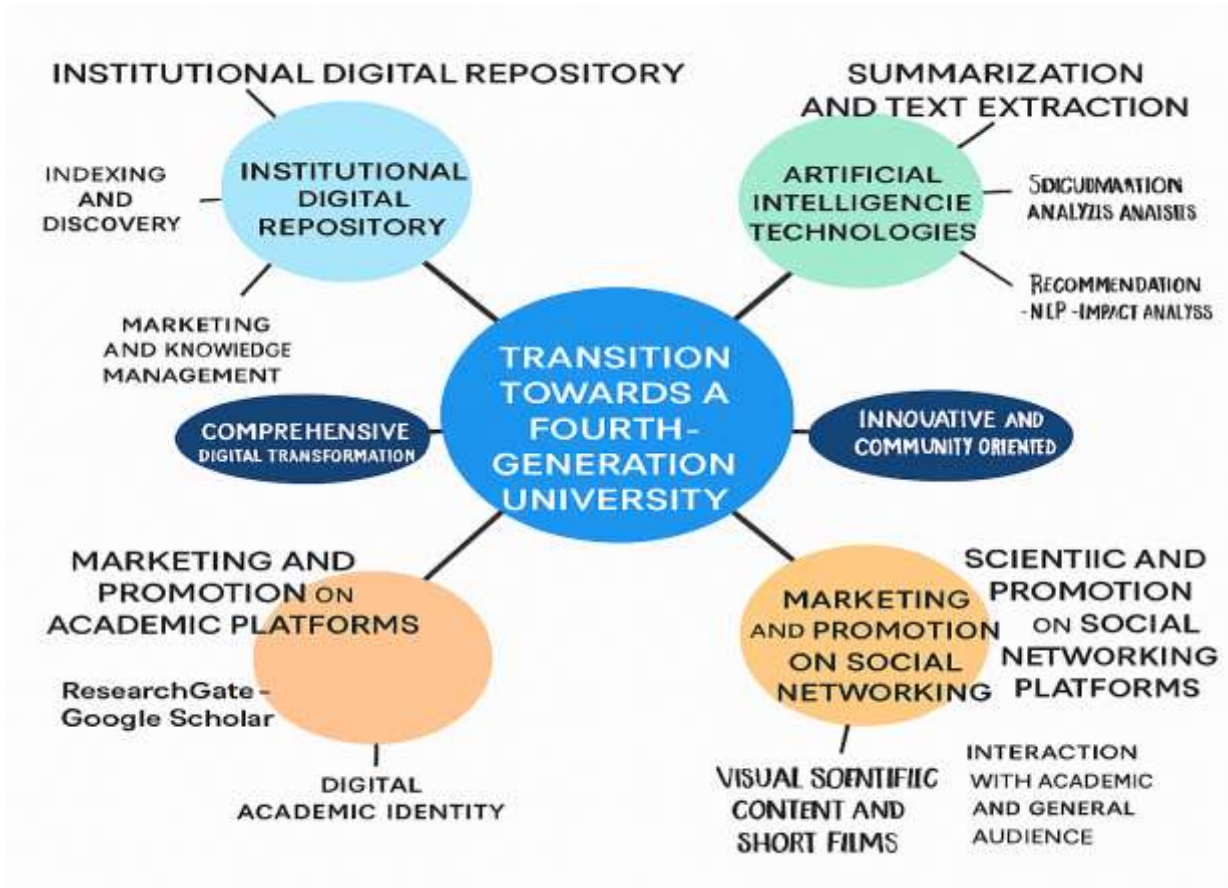 INSTITUTIONAL DIGITAL REPOSITORY
INSTITUTIONAL
DIGITAL
REPOSITORY
INDEXING
AND
DISCOVERY
MARKETING
AND KNOWIEDGE
MANAGEMENT
SUMMARIZATION
AND TEXT EXTRACTION
ARTIFICIAL
INTELLIGENCIE
TECHNOLOGIES
ANALYZIS
RECOMMENDATION
-NLP -IMPACT ANALYSS
TRANSITION
TOWARDS A
FOURTH-
GENERATION
UNIVERSITY
COMPREHENSIVE
DIGITAL TRANSFORMATION
INNOVATIVE AND
COMMUNITY ORIENTED
MARKETING AND
PROMOTION ON
ACADEMIC PLATFORMS
ResearchGate -
Google Scholar
DIGITAL
ACADEMIC IDENTITY
MARKETING
AND PROMOTION
ON SOCIAL
NETWORKING
SCIENTIIC AND
PROMOTION
ON SOCIAL
NETWORKING
PLATFORMS
VISUAL
CONTENT AND
SHORT FILMS
INTERACTION
WITH ACADEMIC
AND GENERAL
AUDIENCE